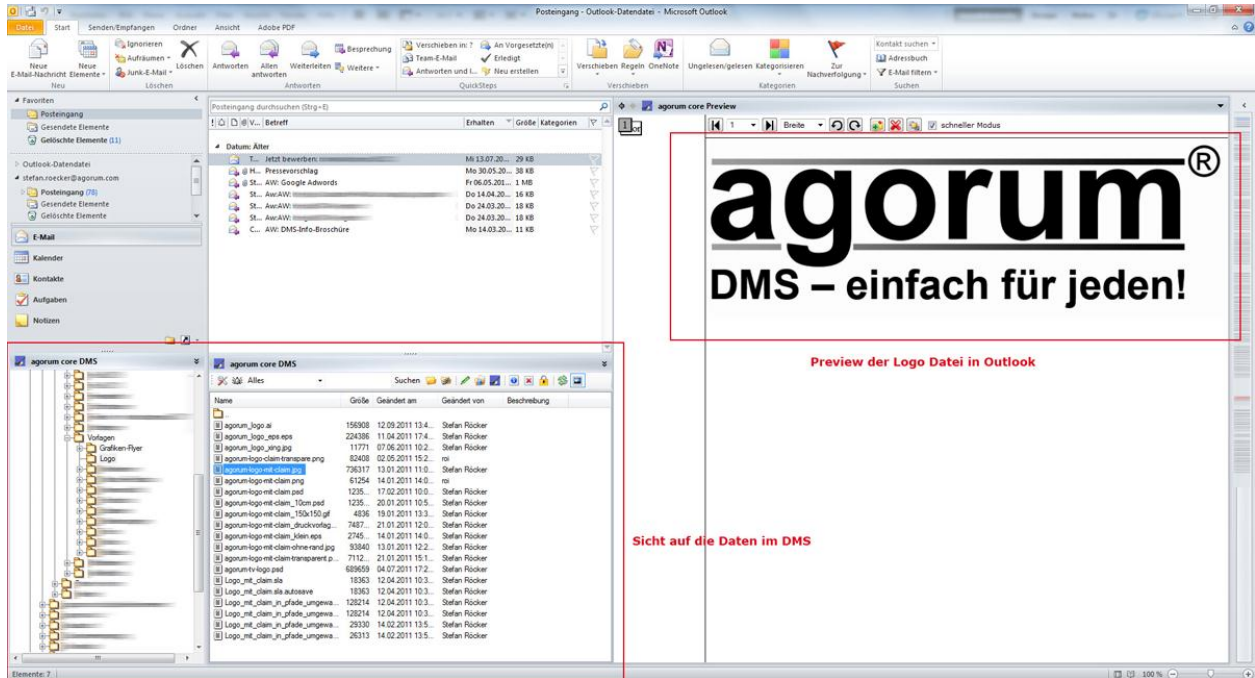 Posteingang - Outlook-Datendatei - Microsoft Outlook
Datei Start Senden/Empfangen Ordner Ansicht Adobe PDF
Neue E-Mail-Nachricht
Neue Elemente
Neu
Ignorieren
Aufräumen
Junk-E-Mail
Löschen
Löschen
Antworten
Allen antworten
Weiterleiten
Besprechung
Weitere
Antworten
Verschieben in: ?
Team-E-Mail
Antworten und l...
An Vorgesetzte(n)
Erledigt
Neu erstellen
QuickSteps
Verschieben Regeln OneNote
Verschieben
Ungelesen/gelesen Kategorisieren Zur Nachverfolgung
Kategorien
Kontakt suchen
Adressbuch
E-Mail filtern
Suchen
Favoriten
Posteingang
Gesendete Elemente
Gelöschte Elemente (11)
Outlook-Datendatei
stefan.roecker@agorum.com
Posteingang (78)
Gesendete Elemente
Gelöschte Elemente
E-Mail
Kalender
Kontakte
Aufgaben
Notizen
Posteingang durchsuchen (Strg+E)
V... Betreff Erhalten Größe Kategorien
Datum: Älter
T... Jetzt bewerben: Mi 13.07.20... 29 KB
H... Pressevorschlag Mo 30.05.20... 38 KB
St... AW: Google Adwords Fr 06.05.201... 1 MB
St... Aw:AW: Do 14.04.20... 16 KB
St... Aw:AW: Do 24.03.20... 18 KB
St... Aw:AW: Do 24.03.20... 18 KB
C... AW: DMS-Info-Broschüre Mo 14.03.20... 11 KB
agorum core Preview
1
1 Breite schneller Modus
agorum®
DMS – einfach für jeden!
Preview der Logo Datei in Outlook
agorum core DMS
Vorlagen
Grafiken-Flyer
Logo
agorum core DMS
Alles Suchen
Name Größe Geändert am Geändert von Beschreibung
..
agorum_logo.ai 156908 12.09.2011 13:4... Stefan Röcker
agorum_logo_eps.eps 224386 11.04.2011 17:4... Stefan Röcker
agorum_logo_xing.jpg 11771 07.06.2011 10:2... Stefan Röcker
agorum-logo-claim-transpare.png 82408 02.05.2011 15:2... roi
agorum-logo-mit-claim.jpg 736317 13.01.2011 11:0... Stefan Röcker
agorum-logo-mit-claim.png 61254 14.01.2011 14:0... roi
agorum-logo-mit-claim.psd 1235... 17.02.2011 10:0... Stefan Röcker
agorum-logo-mit-claim_10cm.psd 1235... 20.01.2011 10:5... Stefan Röcker
agorum-logo-mit-claim_150x150.gif 4836 19.01.2011 13:3... Stefan Röcker
agorum-logo-mit-claim_druckvorlag... 7487... 21.01.2011 12:0... Stefan Röcker
agorum-logo-mit-claim_klein.eps 2745... 14.01.2011 14:0... Stefan Röcker
agorum-logo-mit-claim-ohne-rand.jpg 93840 13.01.2011 12:2... Stefan Röcker
agorum-logo-mit-claim-transparent.p... 7112... 21.01.2011 15:1... Stefan Röcker
agorum-tv-logo.psd 689659 04.07.2011 17:2... Stefan Röcker
Logo_mit_claim.sla 18363 12.04.2011 10:3... Stefan Röcker
Logo_mit_claim.sla.autosave 18363 12.04.2011 10:3... Stefan Röcker
Logo_mit_claim_in_pfade_umgewa... 128214 12.04.2011 10:3... Stefan Röcker
Logo_mit_claim_in_pfade_umgewa... 128214 12.04.2011 10:3... Stefan Röcker
Logo_mit_claim_in_pfade_umgewa... 29330 14.02.2011 13:5... Stefan Röcker
Logo_mit_claim_in_pfade_umgewa... 26313 14.02.2011 13:5... Stefan Röcker
Sicht auf die Daten im DMS
Elemente: 7
100 %